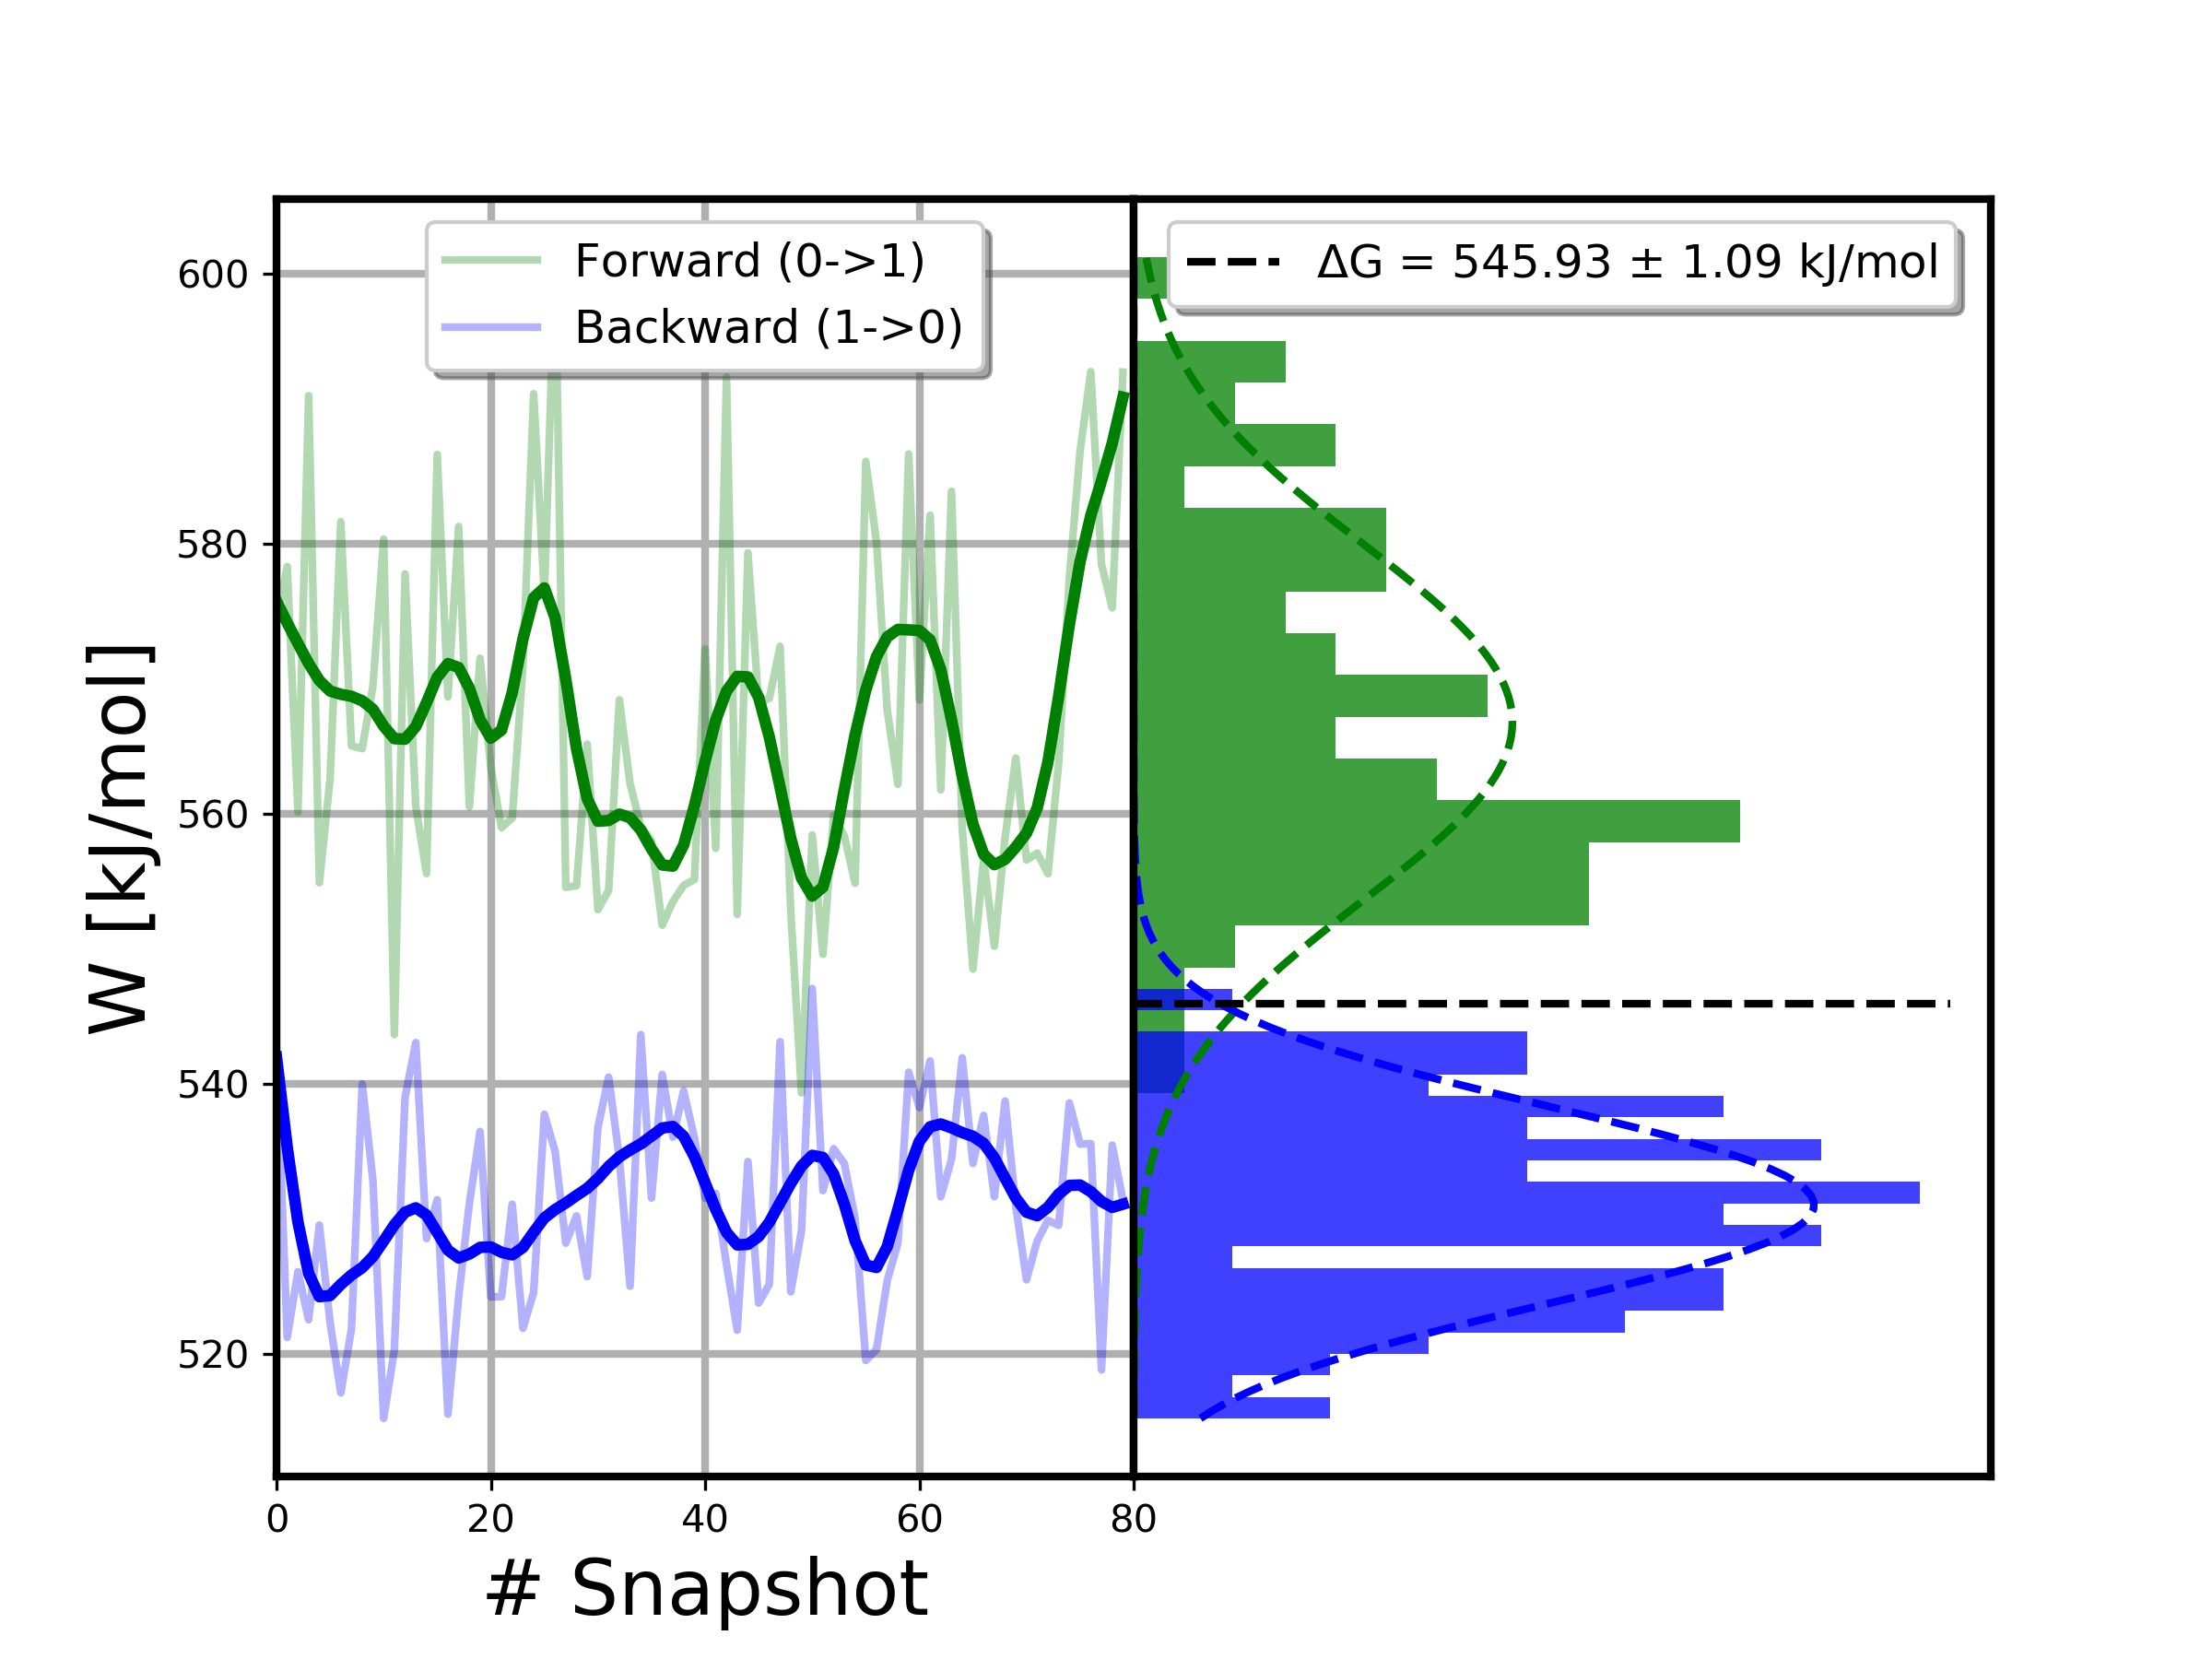 Forward (0->1)
Backward (1->0)
ΔG = 545.93 ± 1.09 kJ/mol
600
580
560
540
520
W [kJ/mol]
0 20 40 60 80
# Snapshot